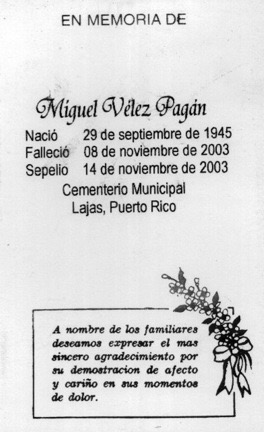 EN MEMORIA DE
Miguel Vélez Pagán
Nació 29 de septiembre de 1945
Falleció 08 de noviembre de 2003
Sepelio 14 de noviembre de 2003
Cementerio Municipal
Lajas, Puerto Rico
A nombre de los familiares
deseamos expresar el mas
sincero agradecimiento por
su demostracion de afecto
y cariño en sus momentos
de dolor.